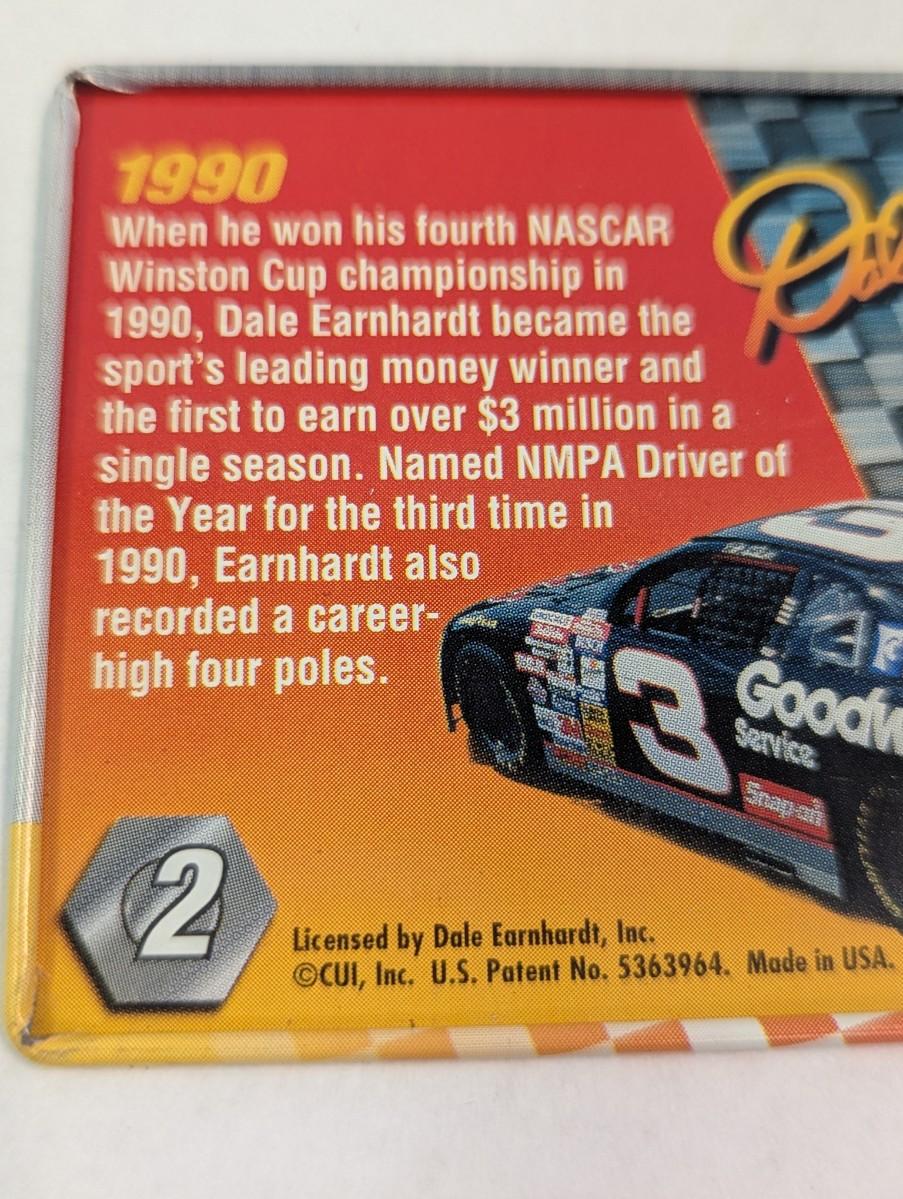 1990
When he won his fourth NASCAR
Winston Cup championship in
1990, Dale Earnhardt became the
sport's leading money winner and
the first to earn over $3 million in a
single season. Named NMPA Driver of
the Year for the third time in
1990, Earnhardt also
recorded a career-
high four poles.
3
Service
Snap-on
2
Licensed by Dale Earnhardt, Inc.
©CUI, Inc. U.S. Patent No. 5363964. Made in USA.